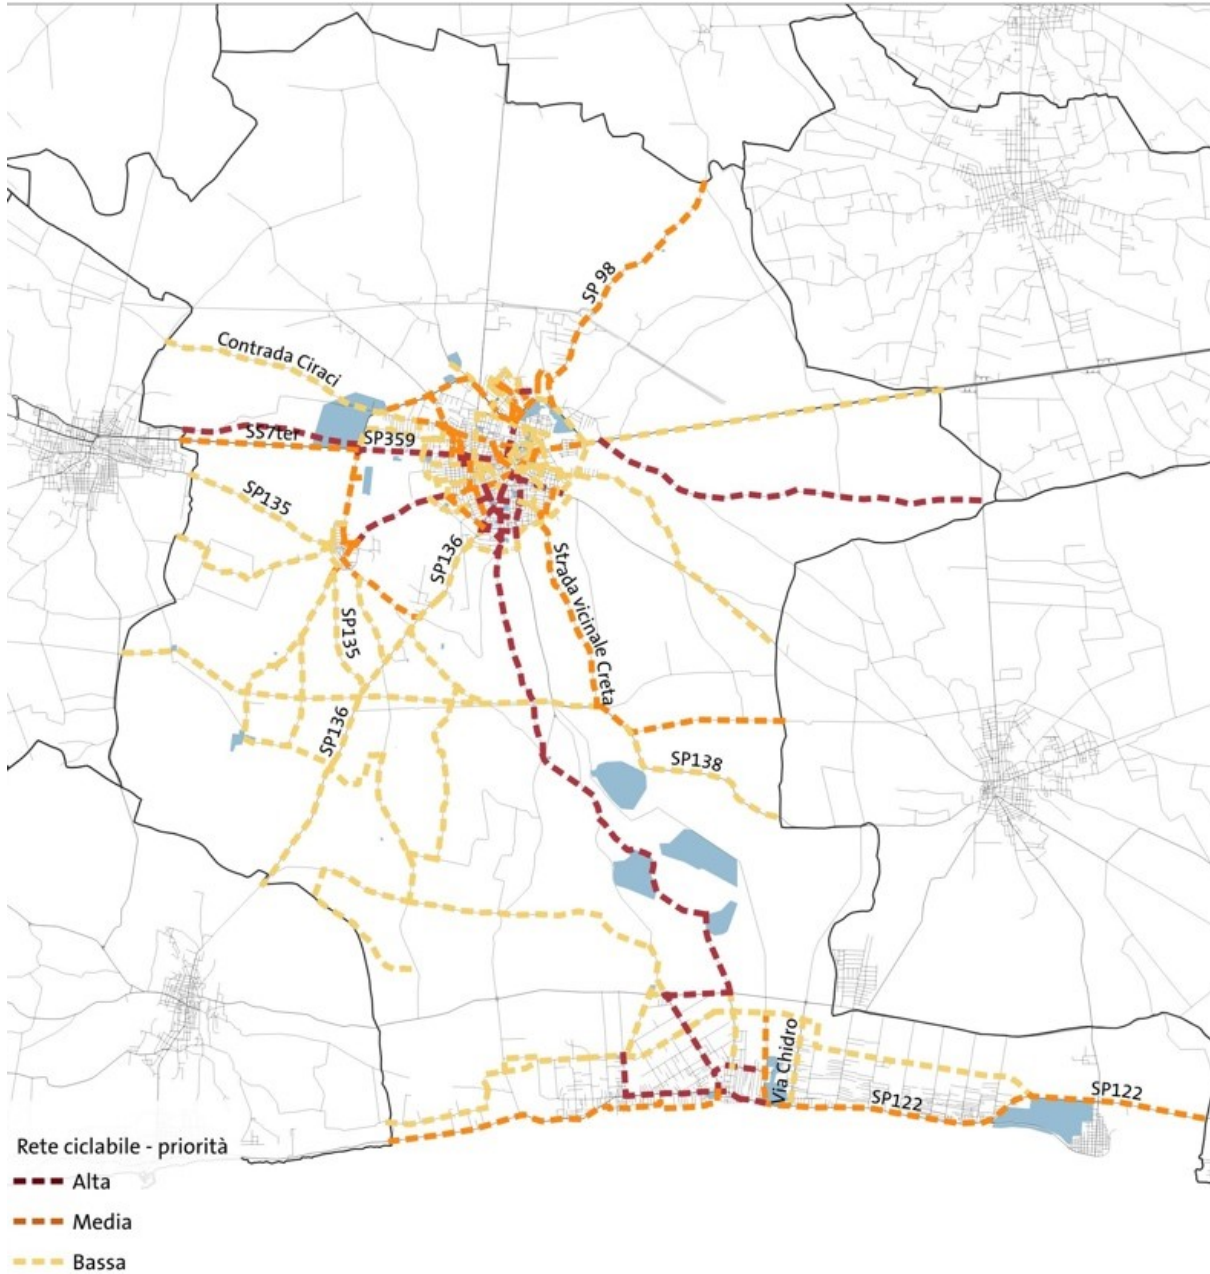 SP 98
Contrada Ciraci
SS7ter
SP359
SP135
SP136
Strada vicinale Creta
SP135
SP136
SP138
Via Chidro
SP122
SP122
Rete ciclabile - priorità
Alta
Media
Bassa